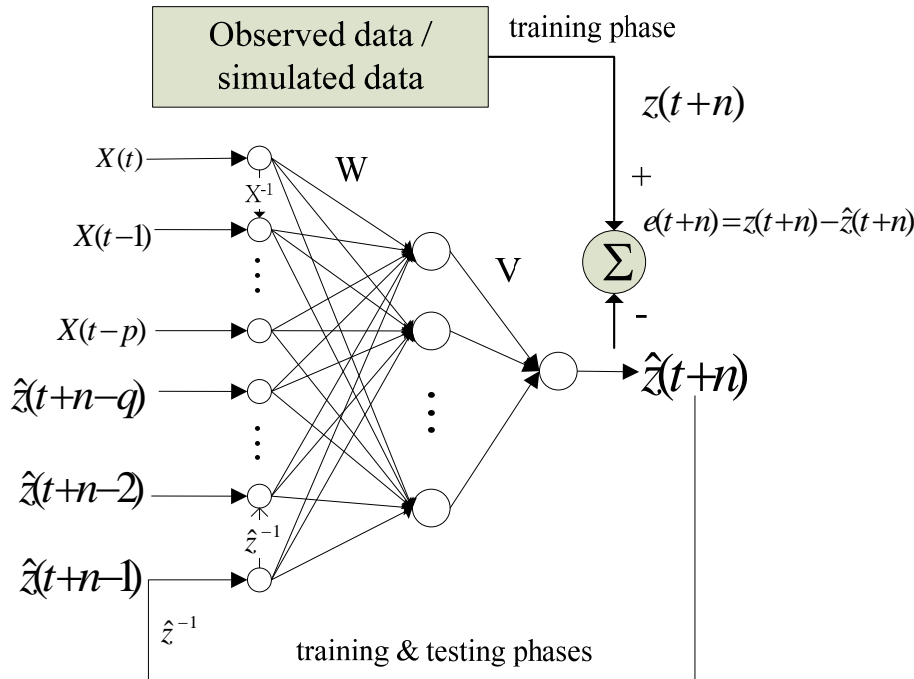 Observed data /
simulated data
training phase
z(t+n)
X(t)
W
+
X⁻¹
X(t−1)
e(t+n)=z(t+n)−ẑ(t+n)
V
Σ
-
X(t−p)
ẑ(t+n)
ẑ(t+n−q)
ẑ(t+n−2)
ẑ⁻¹
ẑ(t+n−1)
ẑ⁻¹
training & testing phases